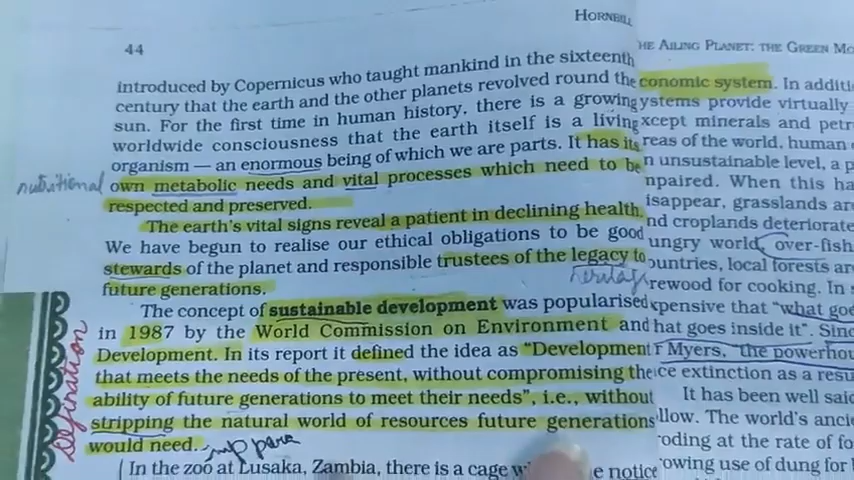 HORNBILL
44
introduced by Copernicus who taught mankind in the sixteenth
century that the earth and the other planets revolved round the
sun. For the first time in human history, there is a growing
worldwide consciousness that the earth itself is a living
organism — an enormous being of which we are parts. It has its
nutritional
own metabolic needs and vital processes which need to be
respected and preserved.
The earth's vital signs reveal a patient in declining health.
We have begun to realise our ethical obligations to be good
stewards of the planet and responsible trustees of the legacy to
heritage
future generations.
The concept of sustainable development was popularised
in 1987 by the World Commission on Environment and
Development. In its report it defined the idea as "Development
that meets the needs of the present, without compromising the
ability of future generations to meet their needs", i.e., without
stripping the natural world of resources future generations
would need.
Definition
imp para
In the zoo at Lusaka, Zambia, there is a cage
notice
HE AILING PLANET: THE GREEN MO
conomic system. In additi
ystems provide virtually
xcept minerals and petr
reas of the world, human
n unsustainable level, a p
npaired. When this ha
isappear, grasslands are
nd croplands deteriorate
ungry world, over-fish
ountries, local forests are
rewood for cooking. In s
xpensive that "what goe
hat goes inside it". Sinc
r Myers, the powerhou
ice extinction as a resu
It has been well said
llow. The world's ancie
roding at the rate of fo
owing use of dung for